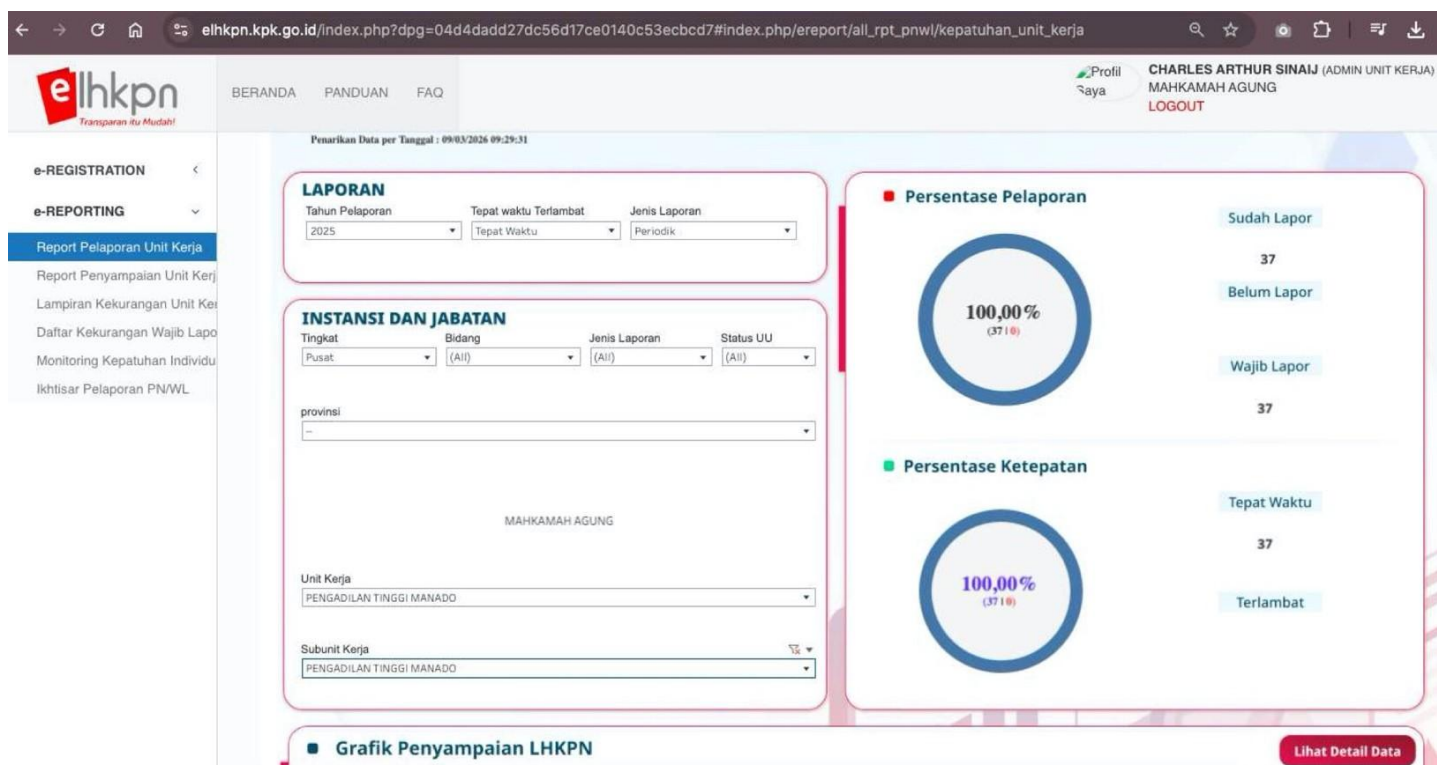 elhkpn.kpk.go.id/index.php?dpg=04d4dadd27dc56d17ce0140c53ecbcd7#index.php/ereport/all_rpt_pnwl/kepatuhan_unit_kerja
elhkpn
Transparan itu Mudah!
BERANDA PANDUAN FAQ
Profil Saya
CHARLES ARTHUR SINAIJ (ADMIN UNIT KERJA)
MAHKAMAH AGUNG
LOGOUT
e-REGISTRATION
e-REPORTING
Report Pelaporan Unit Kerja
Report Penyampaian Unit Kerj
Lampiran Kekurangan Unit Ker
Daftar Kekurangan Wajib Lapo
Monitoring Kepatuhan Individu
Ikhtisar Pelaporan PN/WL
Penarikan Data per Tanggal : 09/03/2026 09:29:31
LAPORAN
Tahun Pelaporan Tepat waktu Terlambat Jenis Laporan
2025 Tepat Waktu Periodik
INSTANSI DAN JABATAN
Tingkat Bidang Jenis Laporan Status UU
Pusat (All) (All) (All)
provinsi
--
MAHKAMAH AGUNG
Unit Kerja
PENGADILAN TINGGI MANADO
Subunit Kerja
PENGADILAN TINGGI MANADO
Persentase Pelaporan
100,00%
(37 | 0)
Sudah Lapor
37
Belum Lapor
Wajib Lapor
37
Persentase Ketepatan
100,00%
(37 | 0)
Tepat Waktu
37
Terlambat
Grafik Penyampaian LHKPN
Lihat Detail Data